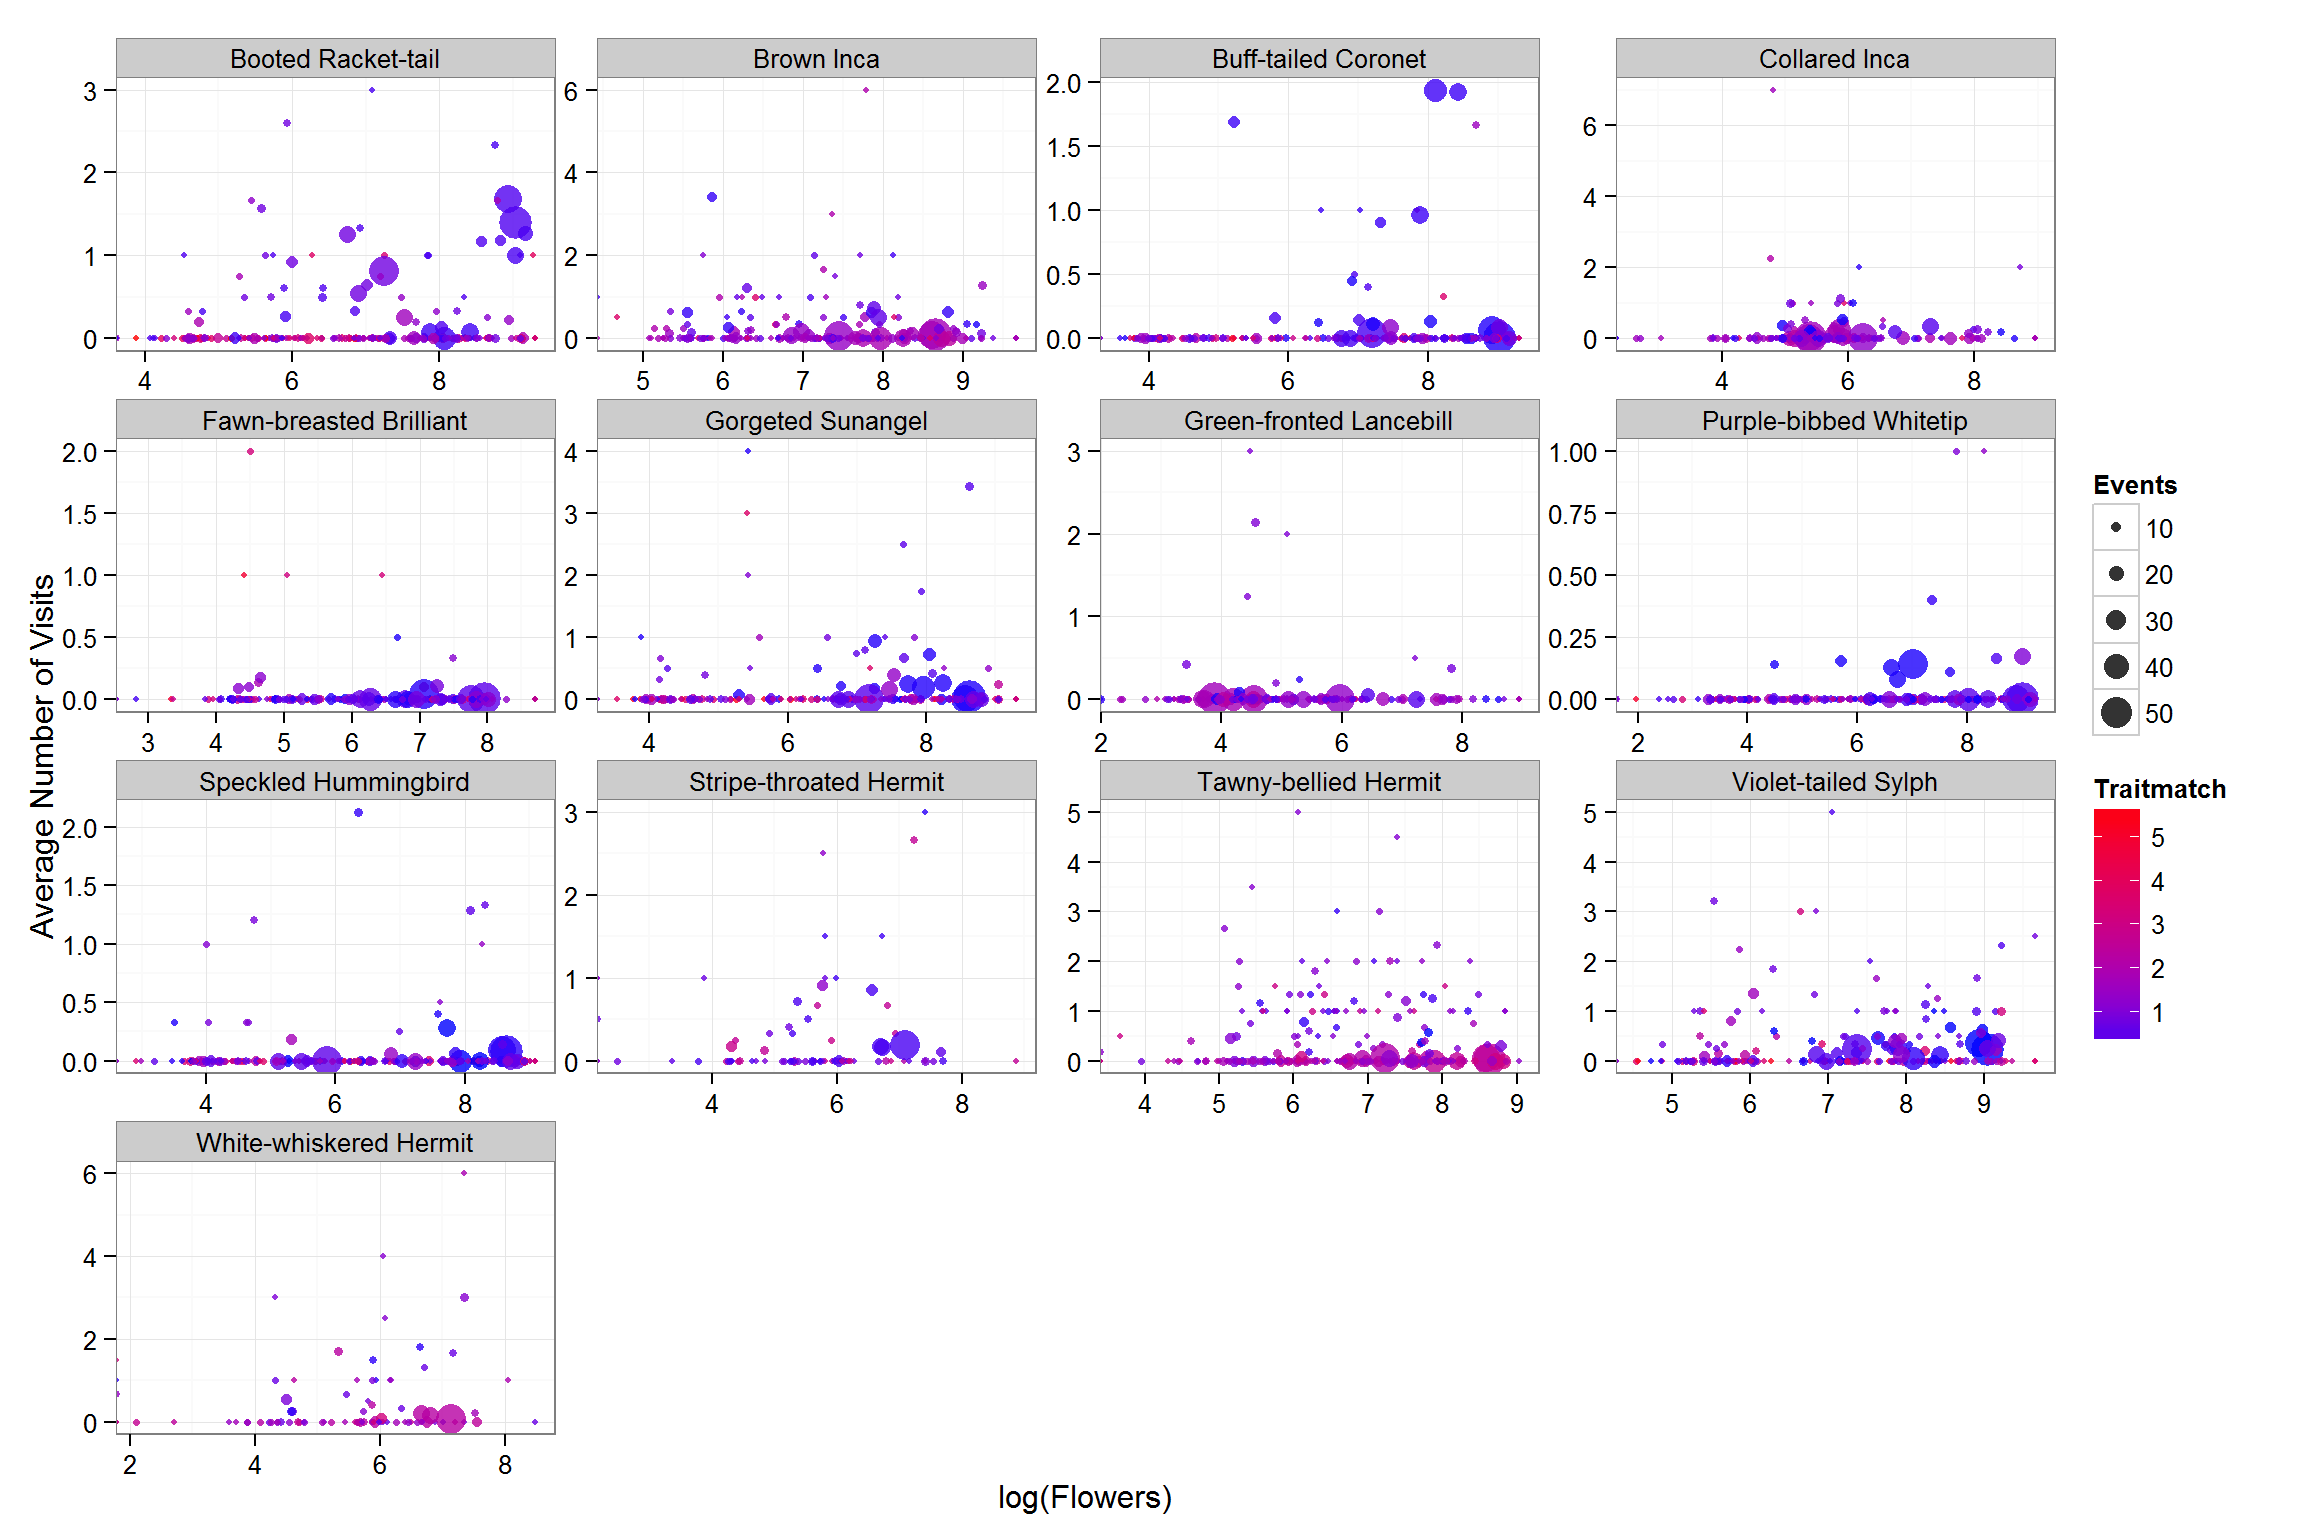 Booted Racket-tail
Brown Inca
Buff-tailed Coronet
Collared Inca
3
2
1
0
4 6 8
6
4
2
0
5 6 7 8 9
2.0
1.5
1.0
0.5
0.0
4 6 8
6
4
2
0
4 6 8
Fawn-breasted Brilliant
Gorgeted Sunangel
Green-fronted Lancebill
Purple-bibbed Whitetip
2.0
1.5
1.0
0.5
0.0
3 4 5 6 7 8
4
3
2
1
0
4 6 8
3
2
1
0
2 4 6 8
1.00
0.75
0.50
0.25
0.00
2 4 6 8
Speckled Hummingbird
Stripe-throated Hermit
Tawny-bellied Hermit
Violet-tailed Sylph
2.0
1.5
1.0
0.5
0.0
4 6 8
3
2
1
0
4 6 8
5
4
3
2
1
0
4 5 6 7 8 9
5
4
3
2
1
0
5 6 7 8 9
White-whiskered Hermit
6
4
2
0
2 4 6 8
Average Number of Visits
log(Flowers)
Events
10
20
30
40
50
Traitmatch
5
4
3
2
1